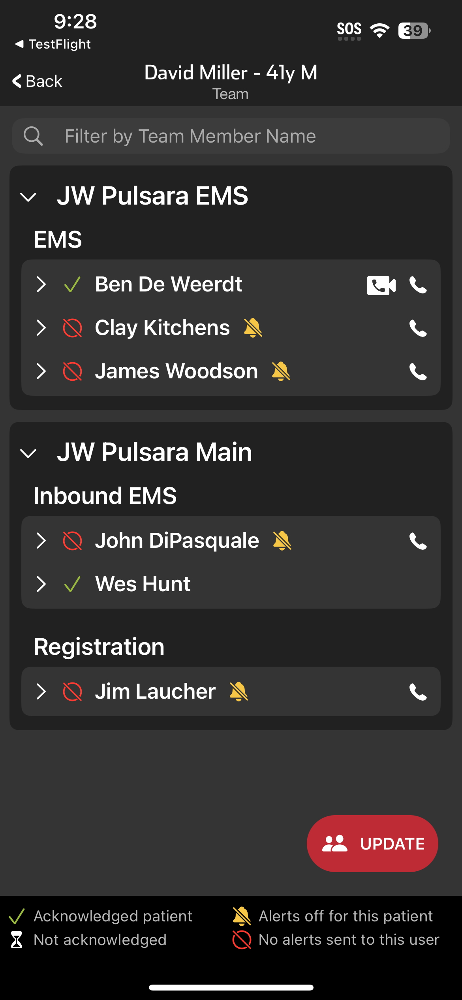 9:28
SOS
39
TestFlight
Back
David Miller - 41y M
Team
Filter by Team Member Name
JW Pulsara EMS
EMS
Ben De Weerdt
Clay Kitchens
James Woodson
JW Pulsara Main
Inbound EMS
John DiPasquale
Wes Hunt
Registration
Jim Laucher
UPDATE
Acknowledged patient
Alerts off for this patient
Not acknowledged
No alerts sent to this user